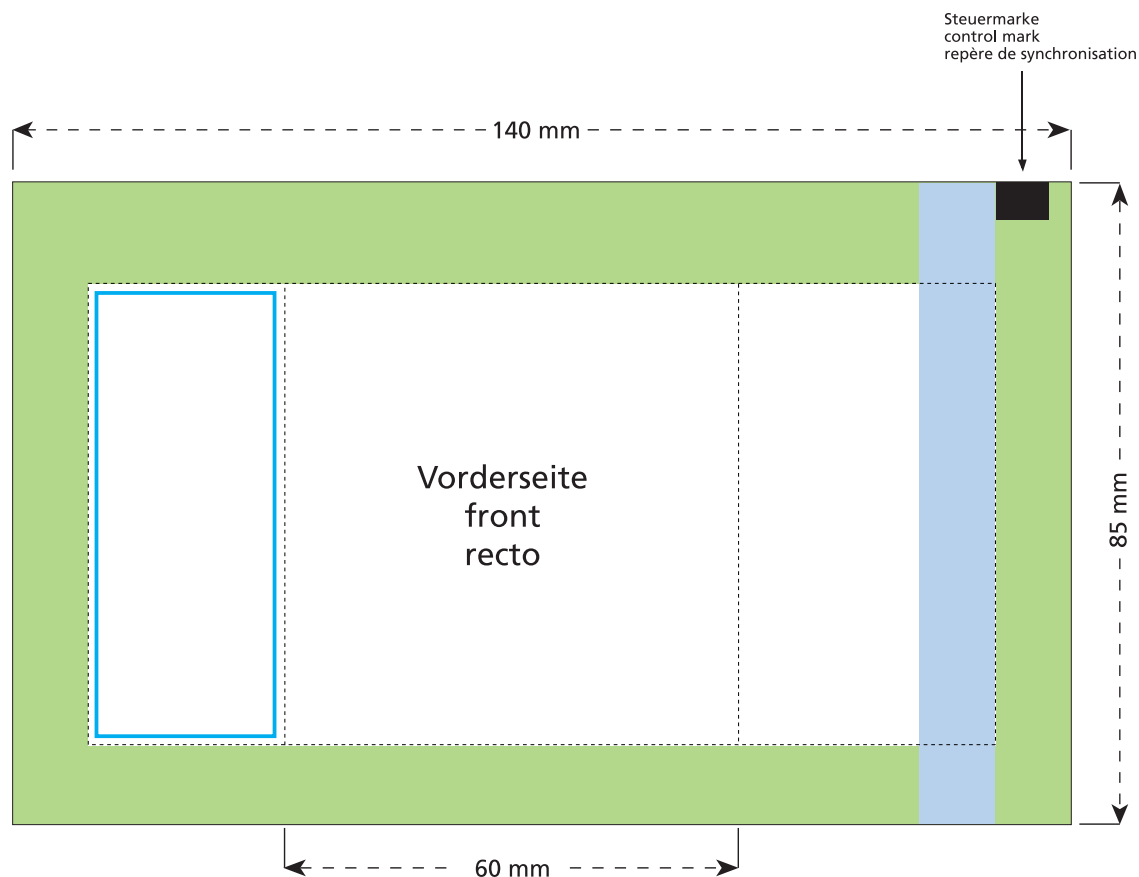 Steuermarke
control mark
repère de synchronisation
140 mm
Vorderseite
front
recto
85 mm
60 mm